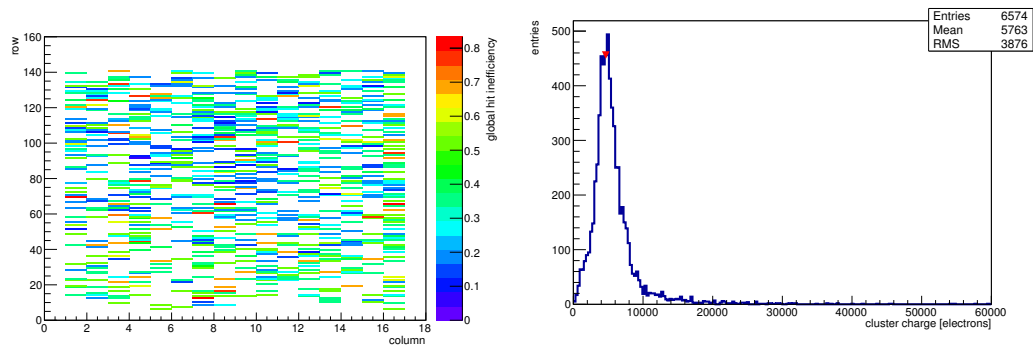 row
160
140
120
100
80
60
40
20
0
0 2 4 6 8 10 12 14 16 18
column
0.8
0.7
0.6
0.5
0.4
0.3
0.2
0.1
0
global hit inefficiency
entries
500
400
300
200
100
0
0 10000 20000 30000 40000 50000 60000
cluster charge [electrons]
Entries 6574
Mean 5763
RMS 3876